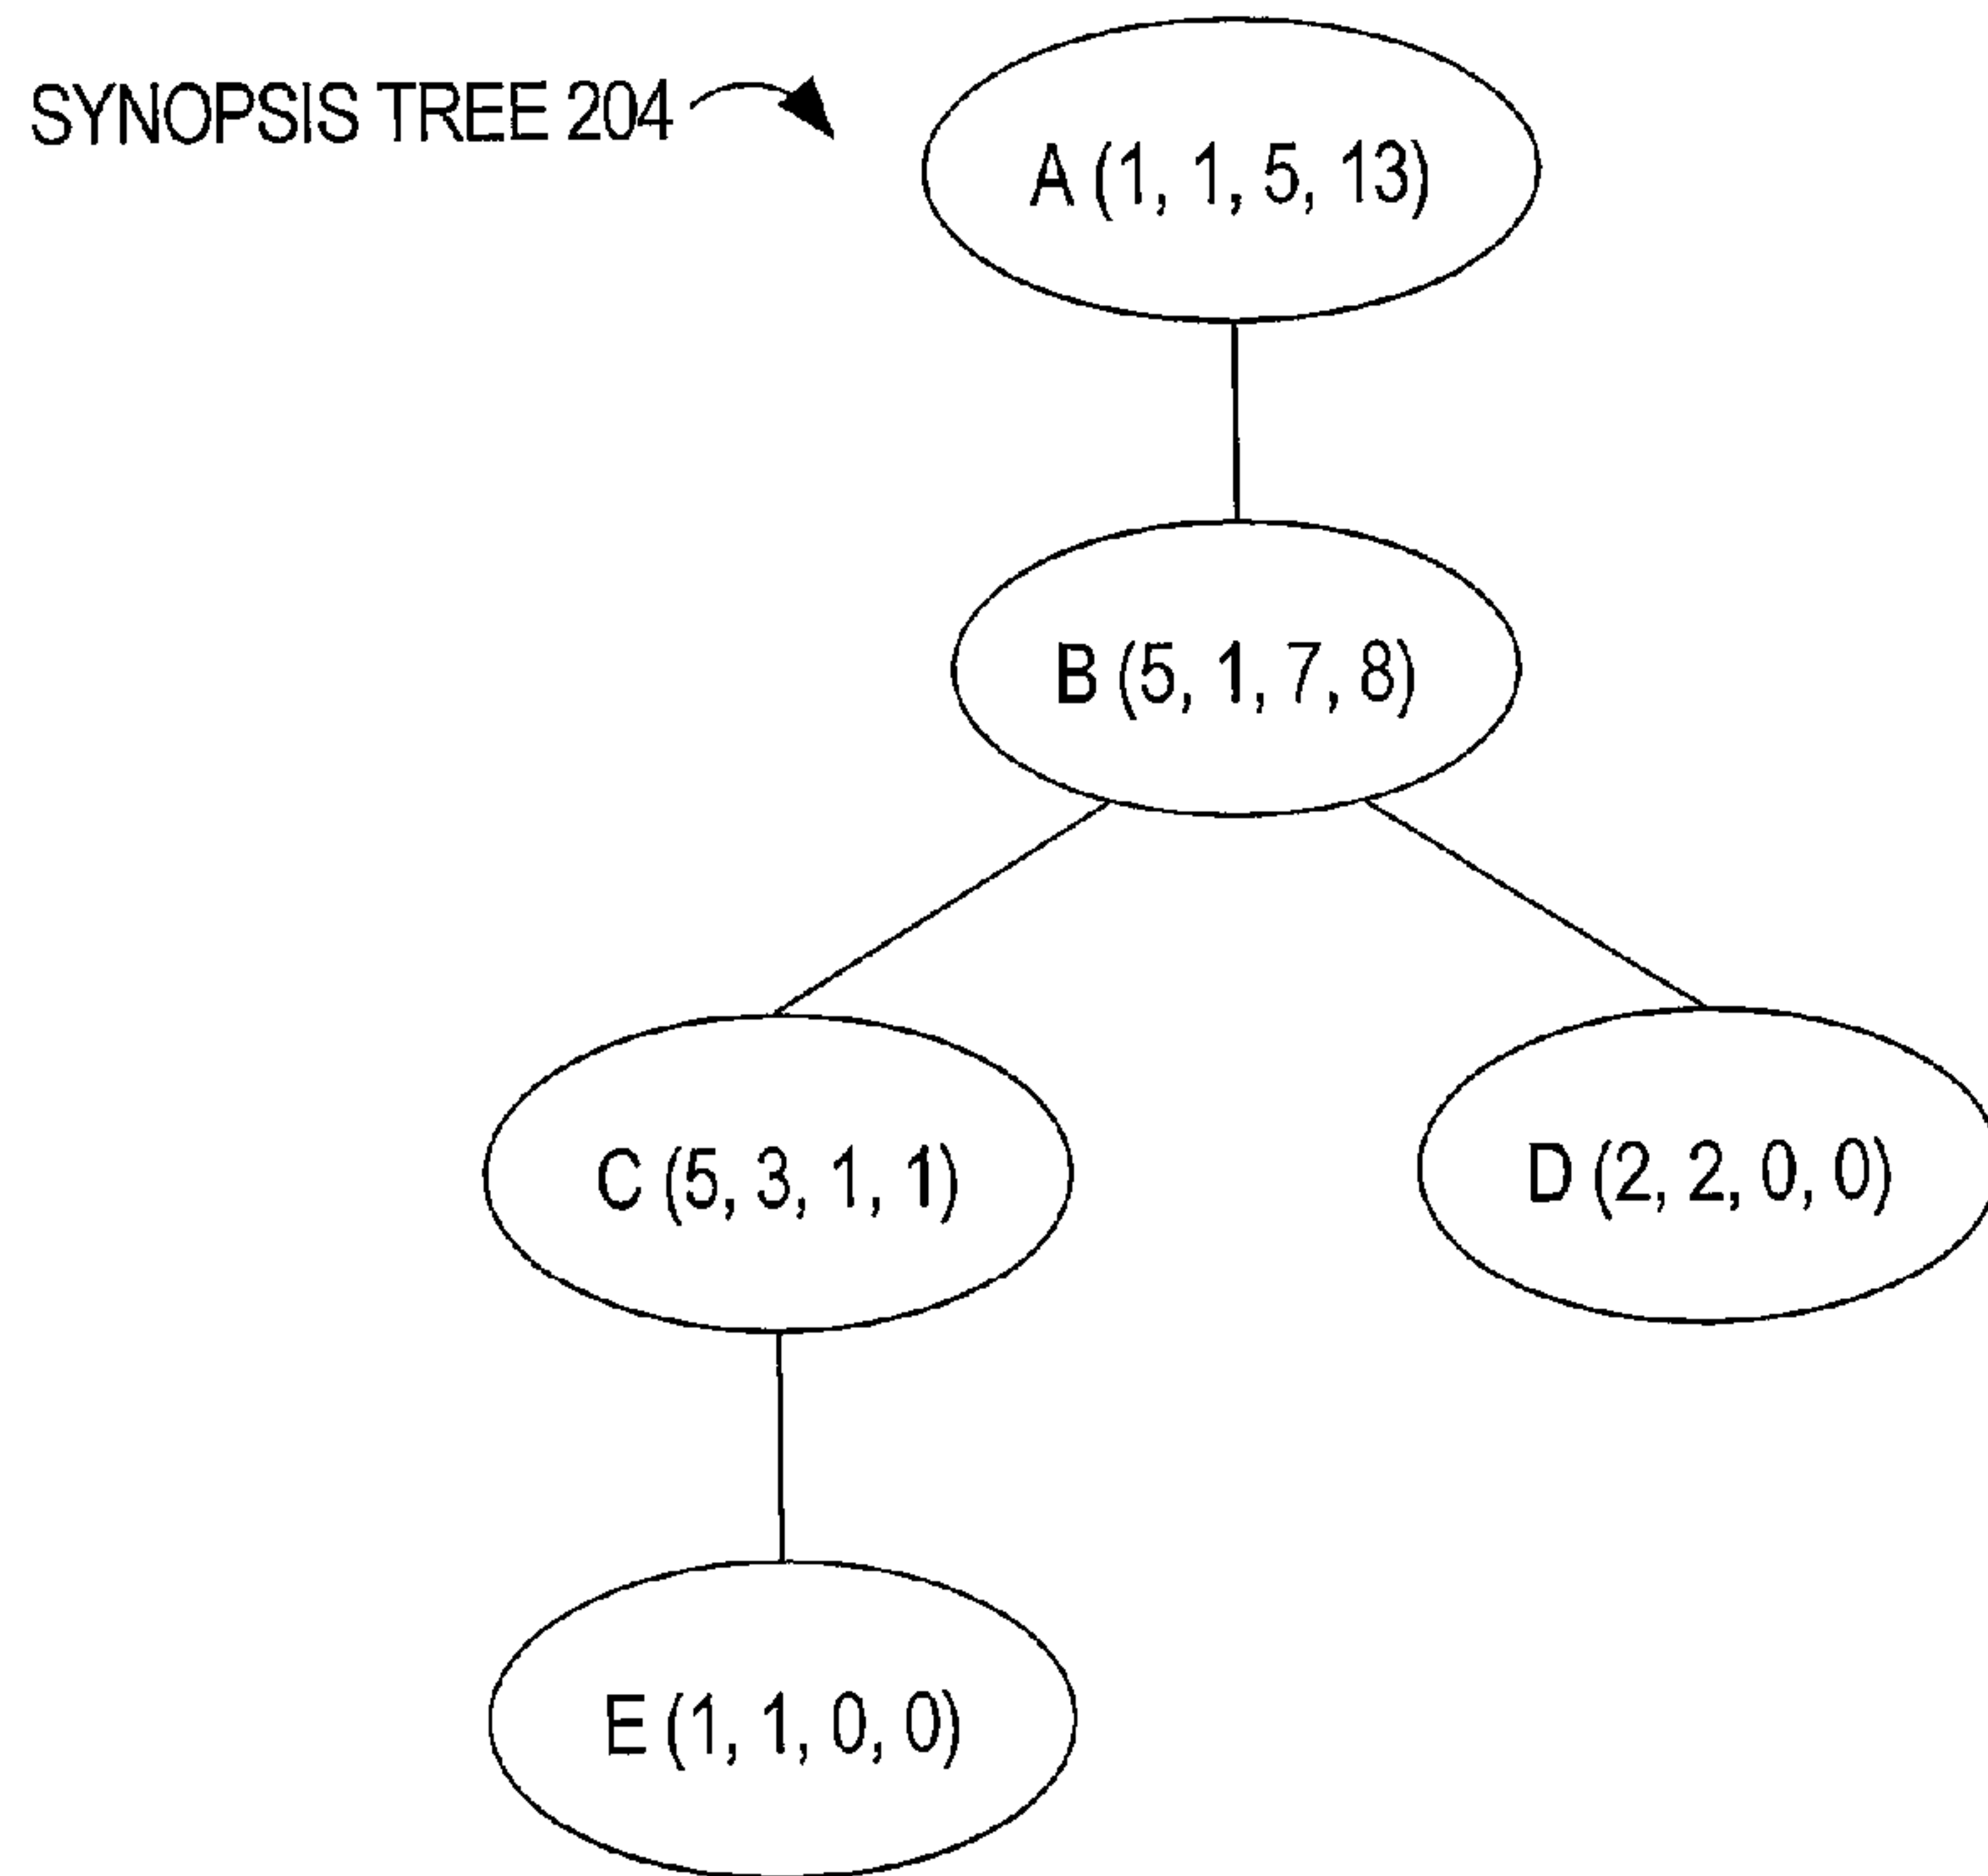 SYNOPSIS TREE 204
A (1, 1, 5, 13)
B (5, 1, 7, 8)
C (5, 3, 1, 1)
D (2, 2, 0, 0)
E (1, 1, 0, 0)